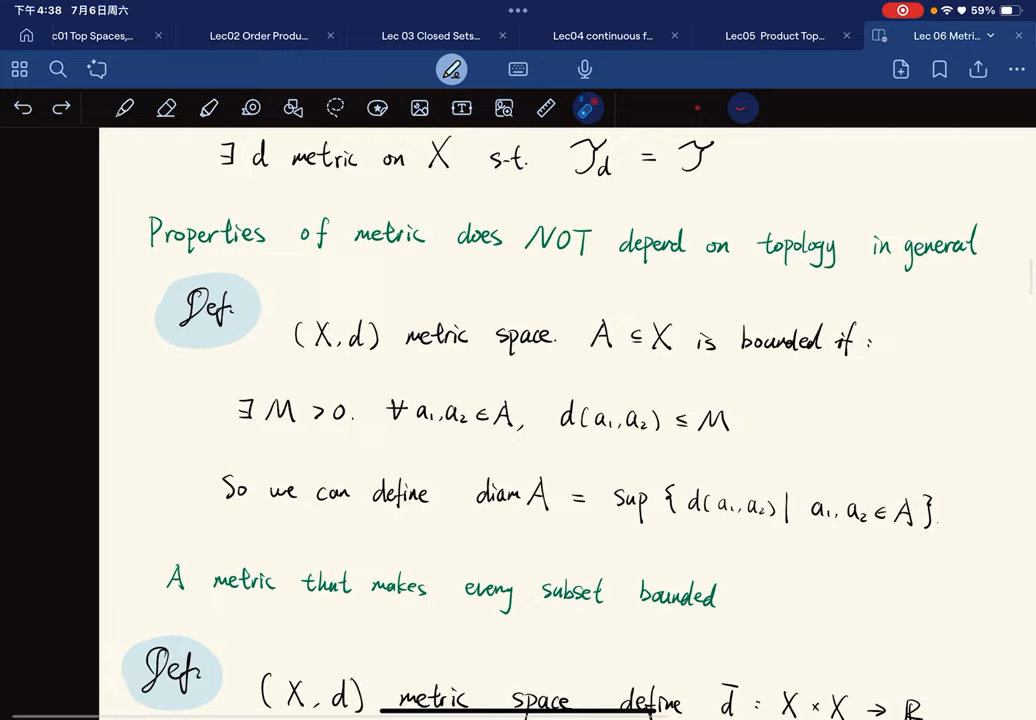 下午4:38 7月6日周六
59%
c01 Top Spaces,...
Lec02 Order Produ...
Lec 03 Closed Sets...
Lec04 continuous f...
Lec05 Product Top...
Lec 06 Metri...
∃ d metric on X s.t. 𝒯_d = 𝒯
Properties of metric does NOT depend on topology in general
Def.
(X, d) metric space. A ⊆ X is bounded if :
∃ M > 0. ∀ a₁, a₂ ∈ A, d(a₁, a₂) ≤ M
So we can define diam A = sup { d(a₁, a₂) | a₁, a₂ ∈ A }.
A metric that makes every subset bounded
Def.
(X, d) metric space define d̄ : X × X → ℝ